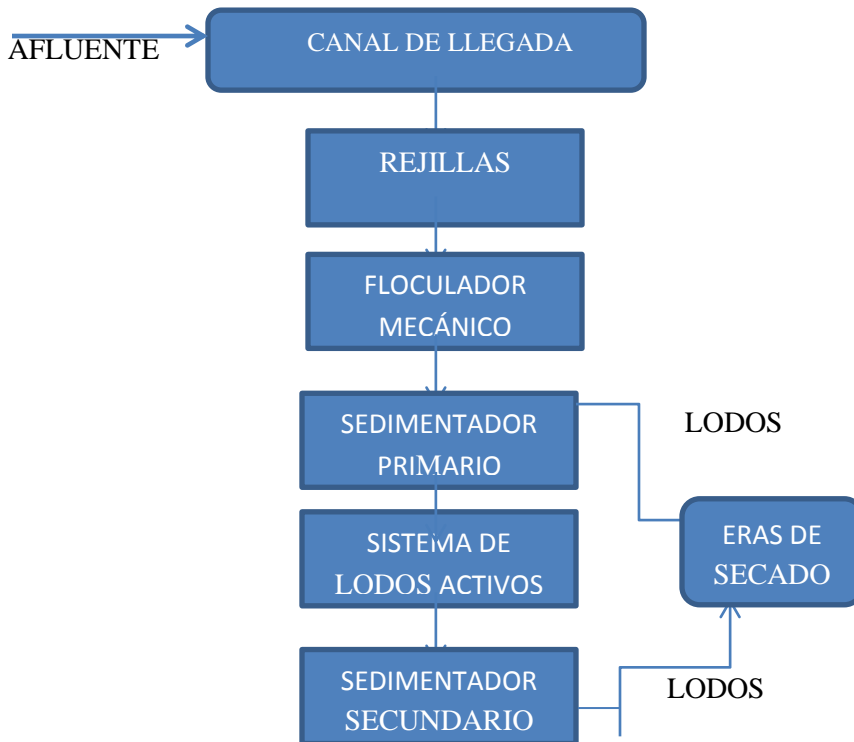 AFLUENTE
CANAL DE LLEGADA
REJILLAS
FLOCULADOR
MECÁNICO
SEDIMENTADOR
PRIMARIO
LODOS
SISTEMA DE
LODOS ACTIVOS
ERAS DE
SECADO
SEDIMENTADOR
SECUNDARIO
LODOS